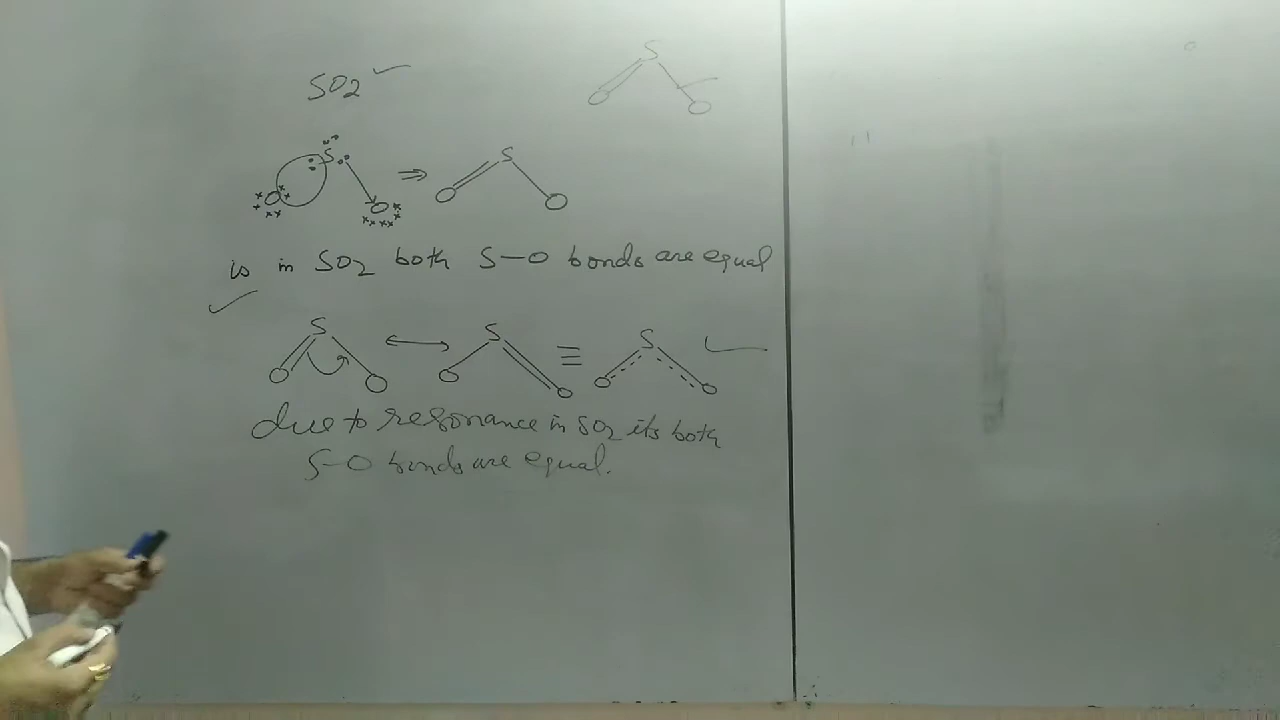 SO2
S
S
O
O
S
O
O
⇒
S
O
O
is in SO2 both S-O bonds are equal
S
O
O
↔
S
O
O
≡
S
O
O
due to resonance in SO2 its both
S-O bonds are equal.